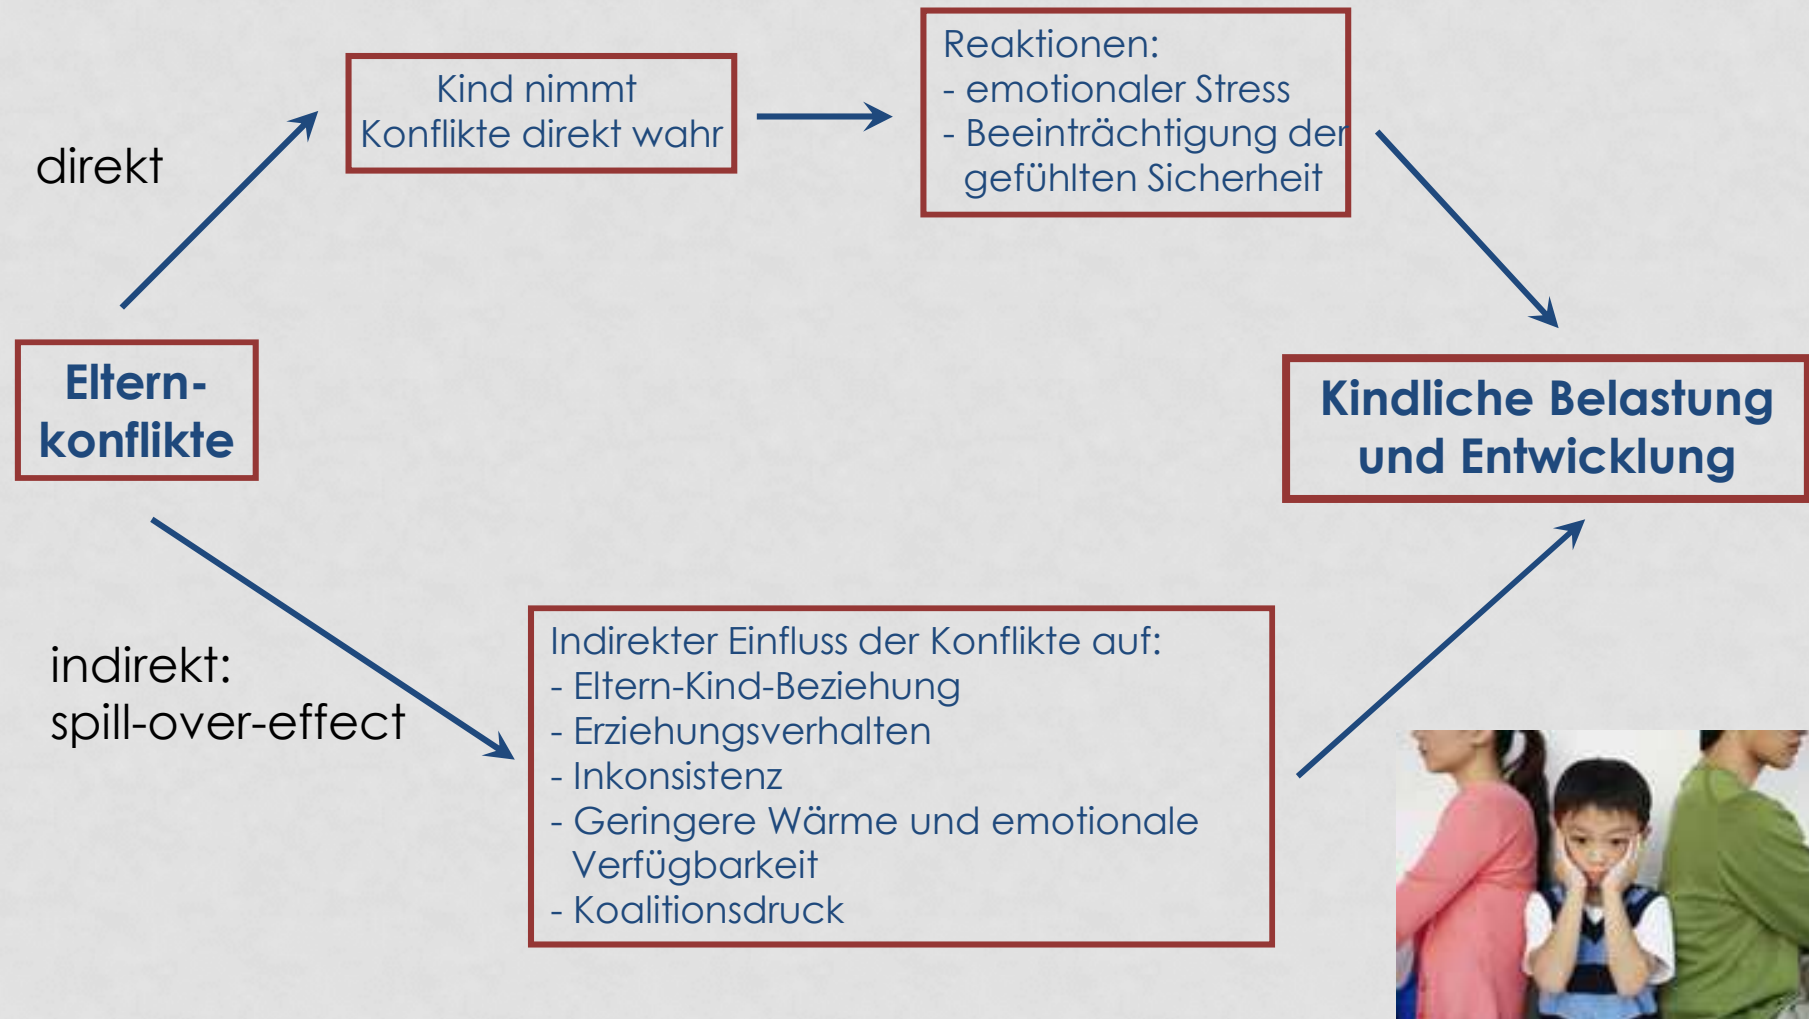 direkt
Kind nimmt
Konflikte direkt wahr
Reaktionen:
- emotionaler Stress
- Beeinträchtigung der
gefühlten Sicherheit
Eltern-
konflikte
Kindliche Belastung
und Entwicklung
indirekt:
spill-over-effect
Indirekter Einfluss der Konflikte auf:
- Eltern-Kind-Beziehung
- Erziehungsverhalten
- Inkonsistenz
- Geringere Wärme und emotionale
Verfügbarkeit
- Koalitionsdruck